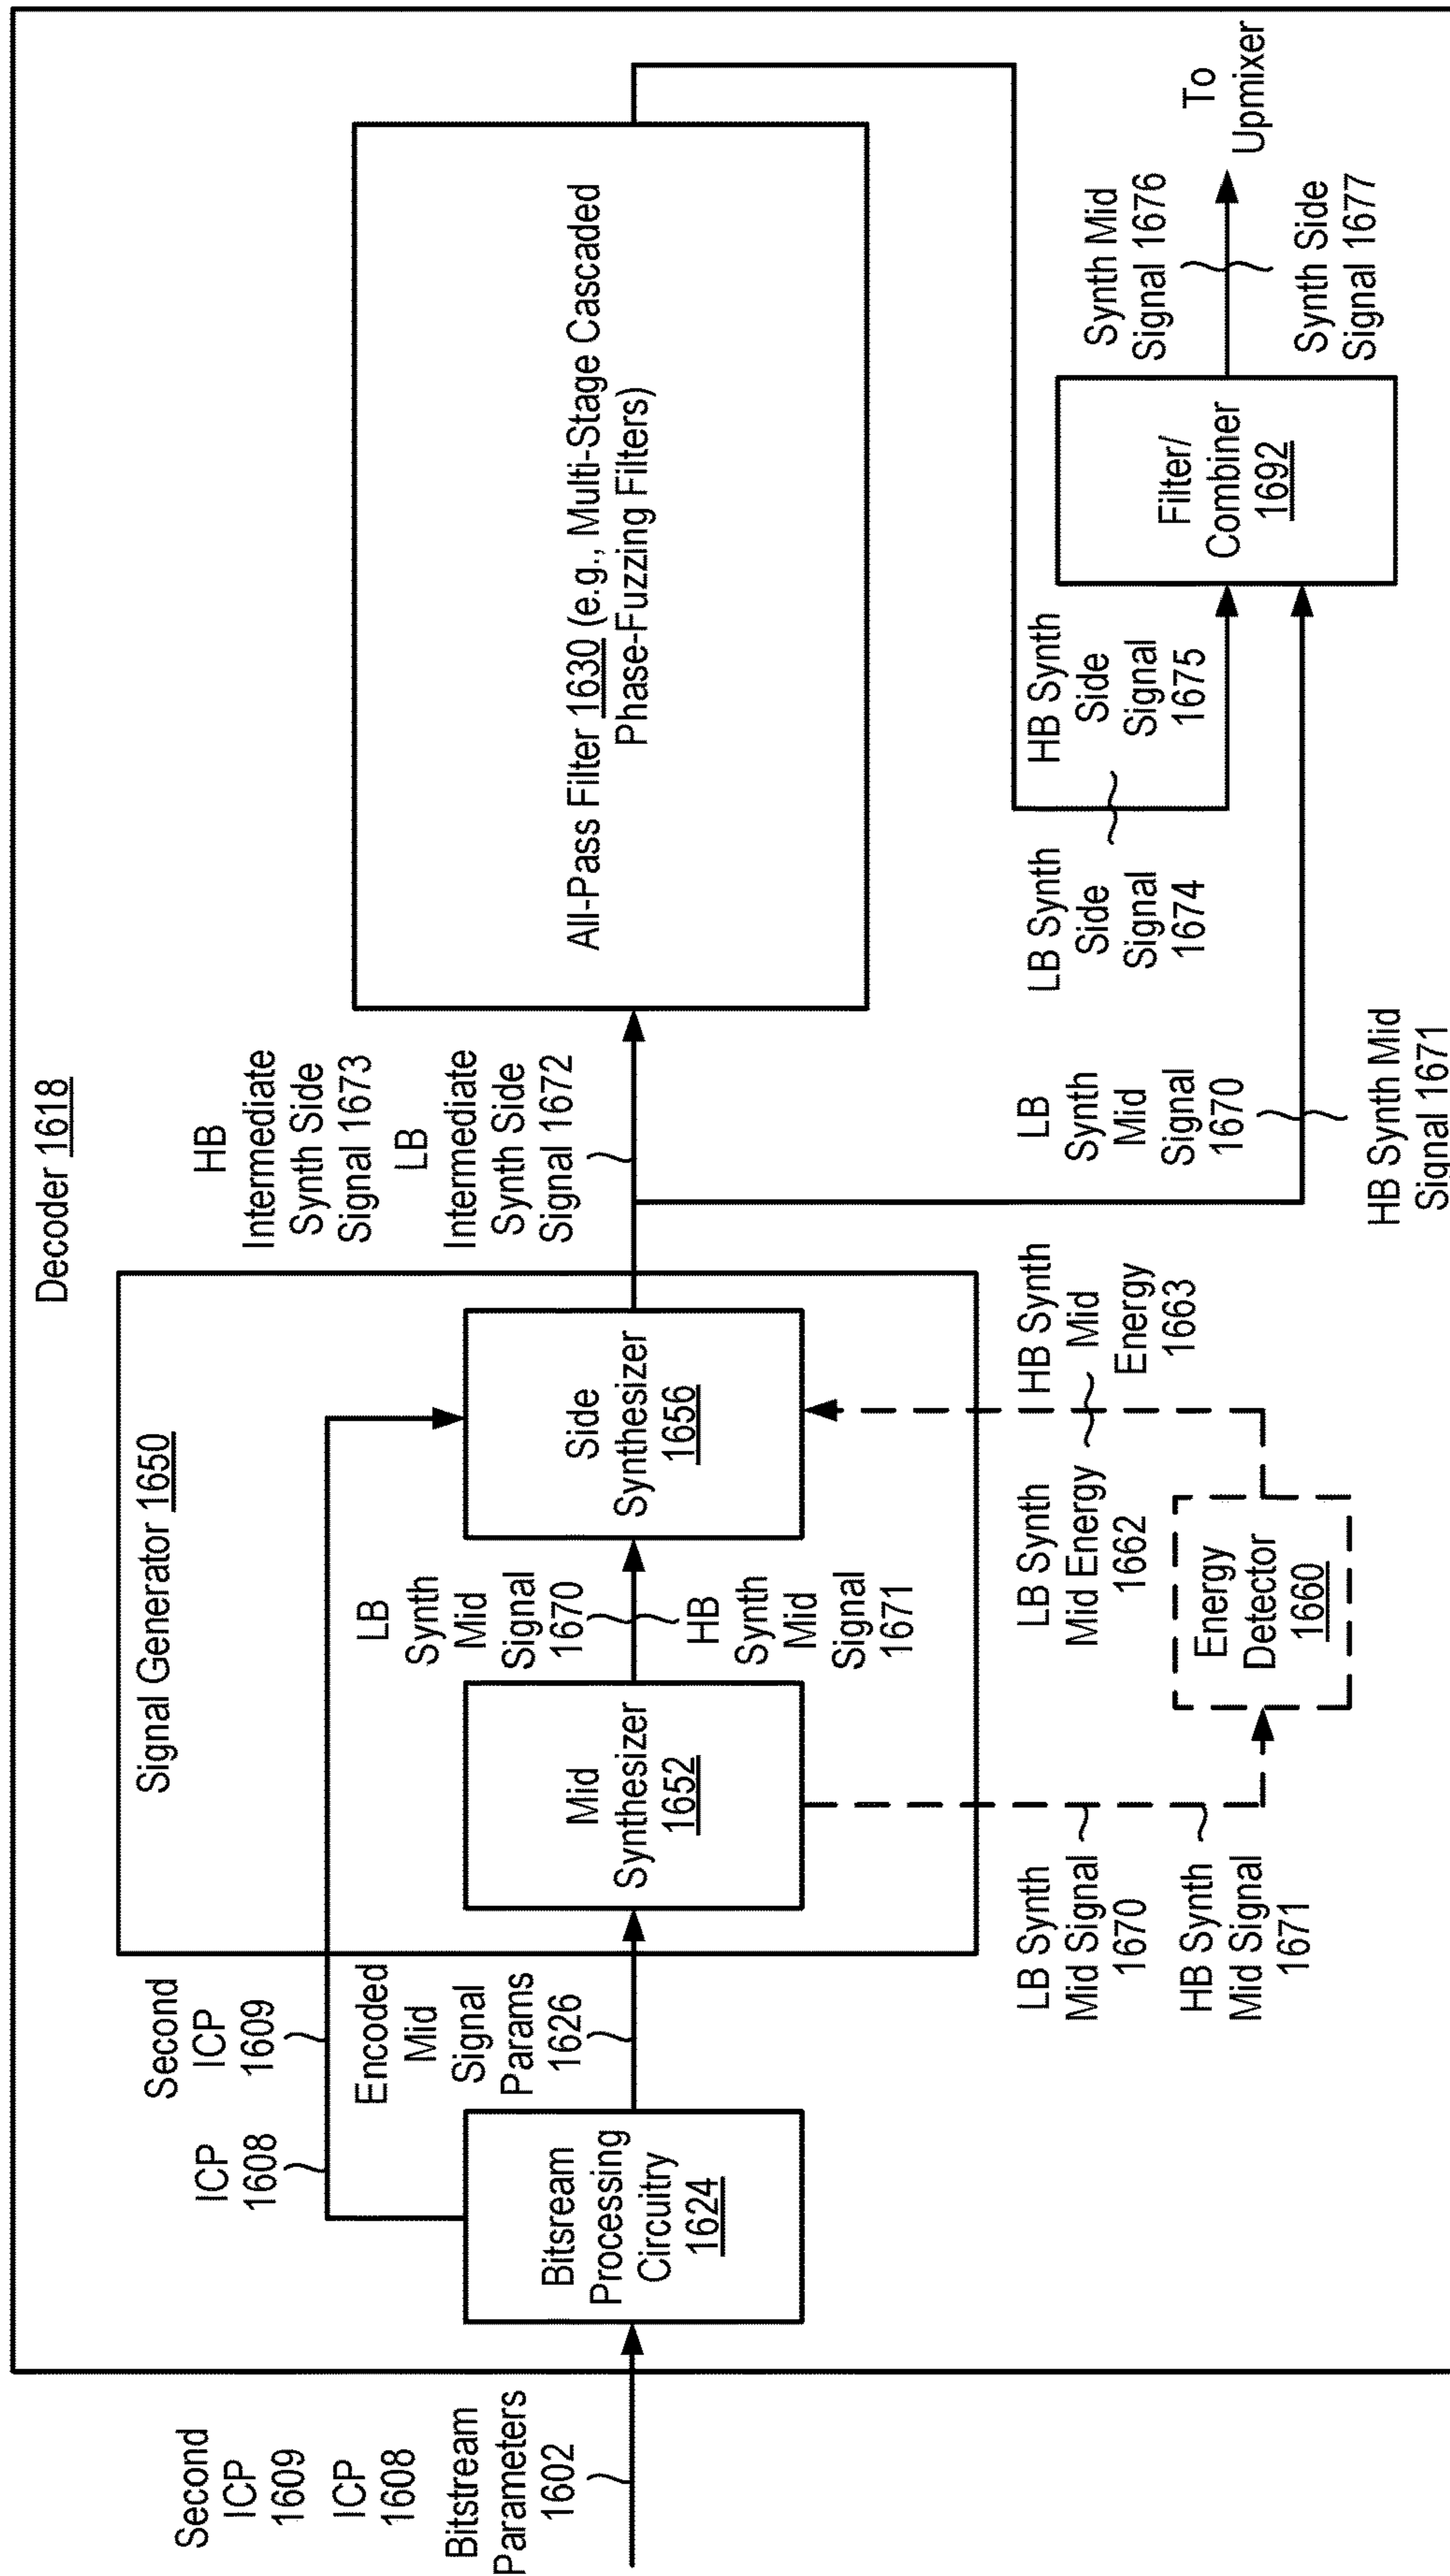 Decoder 1618
Second
ICP
1609
ICP
1608
Bitstream
Parameters
1602
Bitsream
Processing
Circuitry
1624
ICP
1608
Second
ICP
1609
Encoded
Mid
Signal
Params
1626
Signal Generator 1650
Mid
Synthesizer
1652
LB
Synth
Mid
Signal
1670
HB
Synth
Mid
Signal
1671
Side
Synthesizer
1656
LB Synth
Mid Signal
1670
HB Synth
Mid Signal
1671
Energy
Detector
1660
LB Synth
Mid Energy
1662
HB Synth
Mid
Energy
1663
HB
Intermediate
Synth Side
Signal 1673
LB
Intermediate
Synth Side
Signal 1672
All-Pass Filter 1630 (e.g., Multi-Stage Cascaded
Phase-Fuzzing Filters)
LB
Synth
Mid
Signal
1670
HB Synth Mid
Signal 1671
LB Synth
Side
Signal
1674
HB Synth
Side
Signal
1675
Filter/
Combiner
1692
Synth Mid
Signal 1676
Synth Side
Signal 1677
To
Upmixer